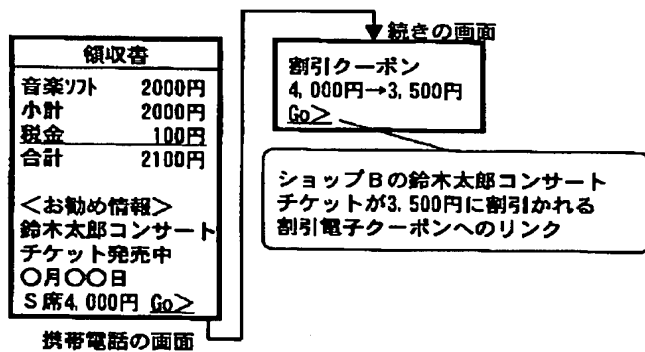 領収書
音楽ソフト 2000円
小計 2000円
税金 100円
合計 2100円
<お勧め情報>
鈴木太郎コンサート
チケット発売中
〇月〇〇日
S席4,000円 Go>
携帯電話の画面
続きの画面
割引クーポン
4,000円→3,500円
Go>
ショップBの鈴木太郎コンサート
チケットが3,500円に割引かれる
割引電子クーポンへのリンク